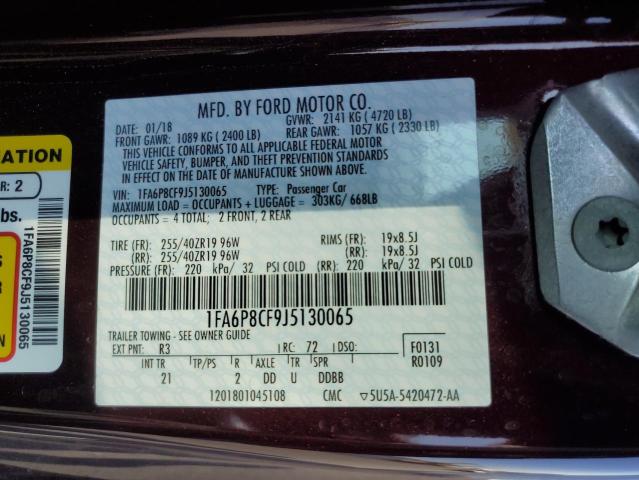 MFD. BY FORD MOTOR CO.
DATE: 01/18 GVWR: 2141 KG ( 4720 LB)
FRONT GAWR: 1089 KG ( 2400 LB) REAR GAWR: 1057 KG ( 2330 LB)
THIS VEHICLE CONFORMS TO ALL APPLICABLE FEDERAL MOTOR
VEHICLE SAFETY, BUMPER, AND THEFT PREVENTION STANDARDS
IN EFFECT ON THE DATE OF MANUFACTURE SHOWN ABOVE.
VIN: 1FA6P8CF9J5130065 TYPE: Passenger Car
MAXIMUM LOAD = OCCUPANTS + LUGGAGE = 303KG/ 668LB
OCCUPANTS = 4 TOTAL; 2 FRONT, 2 REAR
TIRE (FR): 255/40ZR19 96W RIMS (FR): 19x8.5J
(RR): 255/40ZR19 96W (RR): 19x8.5J
PRESSURE (FR): 220 kPa/ 32 PSI COLD (RR): 220 kPa/ 32 PSI COLD
1FA6P8CF9J5130065
TRAILER TOWING - SEE OWNER GUIDE
EXT PNT: R3 RC: 72 DSO: F0131
INT TR TP/PS R AXLE TR SPR R0109
21 2 DD U DDBB
1201801045108 CMC 5U5A-5420472-AA
ATION
R: 2
bs.
1FA6P8CF9J5130065